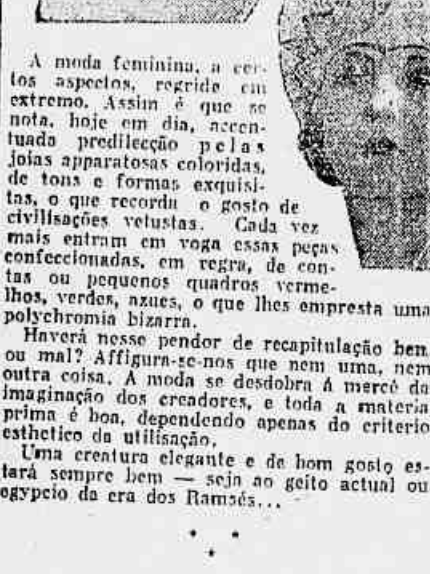 A moda feminina, a cer-
tos aspectos, regride em
extremo. Assim é que se
nota, hoje em dia, accen-
tuada predilecção pelas
joias apparatosas coloridas,
de tons e formas exquisi-
tas, o que recorda o gosto de
civilisações vetustas. Cada vez
mais entram em voga essas peças
confeccionadas, em regra, de con-
tas ou pequenos quadros verme-
lhos, verdes, azues, o que lhes empresta uma
polychromia bizarra.
Haverá nesse pendor de recapitulação bem
ou mal? Affigura-se-nos que nem uma, nem
outra coisa. A moda se desdobra á mercê da
imaginação dos creadores, e toda a materia
prima é boa, dependendo apenas do criterio
esthetico da utilisação.
Uma creatura elegante e de bom gosto es-
tará sempre bem — seja ao geito actual ou
egypcio da era dos Ramsés...